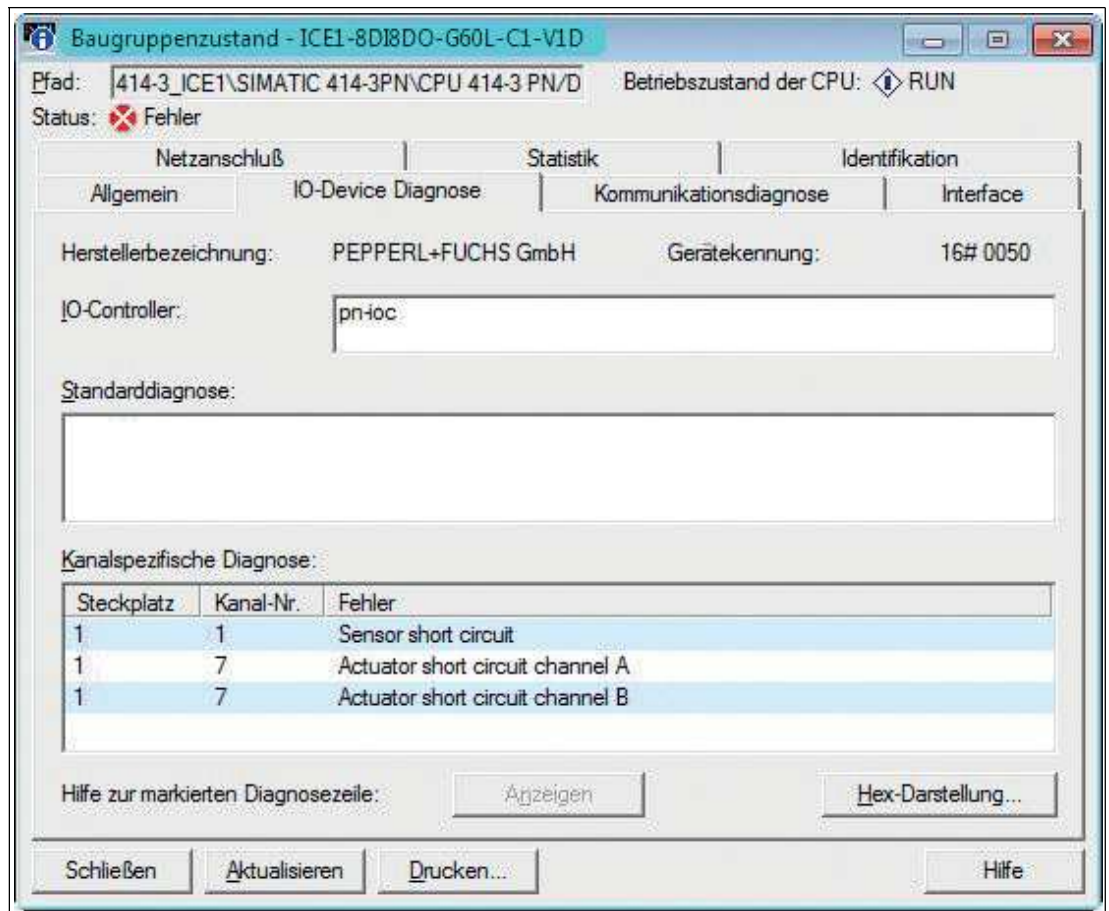 Baugruppenzustand - ICE1-8DI8DO-G60L-C1-V1D
Pfad: 414-3_ICE1\SIMATIC 414-3PN\CPU 414-3 PN/D Betriebszustand der CPU: RUN
Status: Fehler
Netzanschluß Statistik Identifikation
Allgemein IO-Device Diagnose Kommunikationsdiagnose Interface
Herstellerbezeichnung: PEPPERL+FUCHS GmbH Gerätekennung: 16# 0050
IO-Controller: pn-ioc
Standarddiagnose:
Kanalspezifische Diagnose:
Steckplatz Kanal-Nr. Fehler
1 1 Sensor short circuit
1 7 Actuator short circuit channel A
1 7 Actuator short circuit channel B
Hilfe zur markierten Diagnosezeile: Anzeigen Hex-Darstellung...
Schließen Aktualisieren Drucken... Hilfe